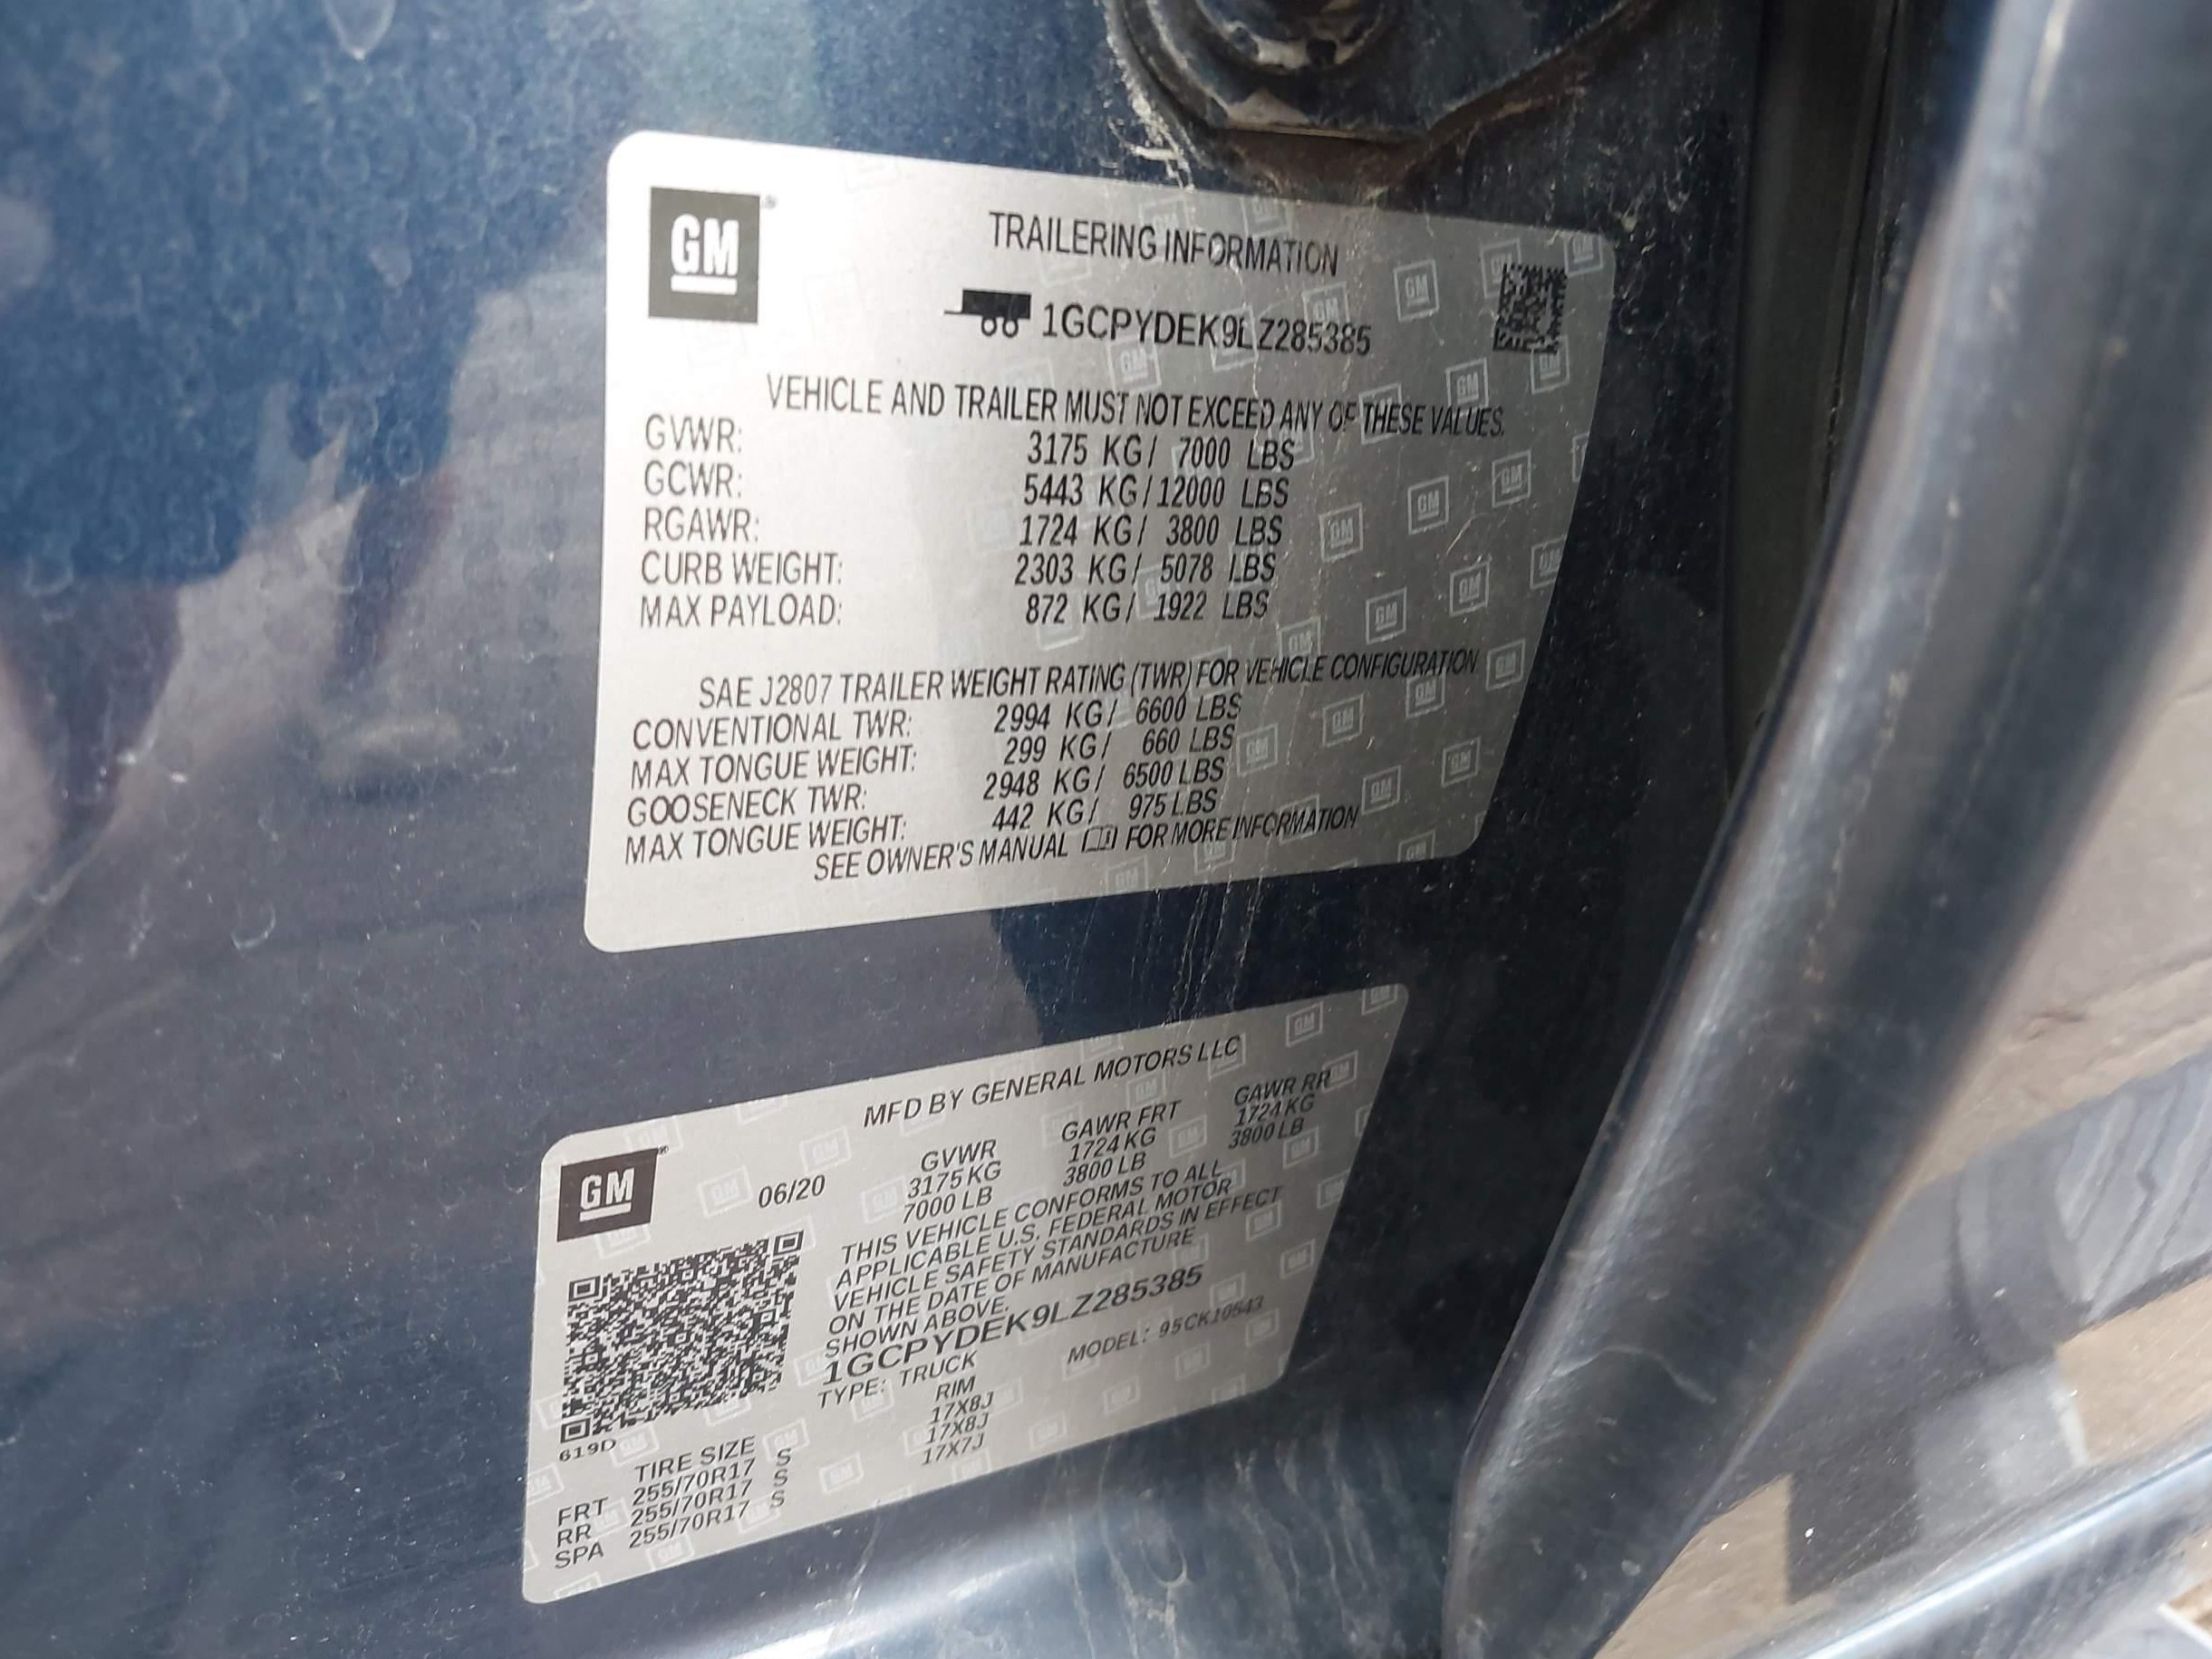 GM
TRAILERING INFORMATION
1GCPYDEK9LZ285385
VEHICLE AND TRAILER MUST NOT EXCEED ANY OF THESE VALUES.
GVWR: 3175 KG/ 7000 LBS
GCWR: 5443 KG/12000 LBS
RGAWR: 1724 KG/ 3800 LBS
CURB WEIGHT: 2303 KG/ 5078 LBS
MAX PAYLOAD: 872 KG/ 1922 LBS
SAE J2807 TRAILER WEIGHT RATING (TWR) FOR VEHICLE CONFIGURATION
CONVENTIONAL TWR: 2994 KG/ 6600 LBS
MAX TONGUE WEIGHT: 299 KG/ 660 LBS
GOOSENECK TWR: 2948 KG/ 6500 LBS
MAX TONGUE WEIGHT: 442 KG/ 975 LBS
SEE OWNER'S MANUAL FOR MORE INFORMATION
MFD BY GENERAL MOTORS LLC
GM
06/20
GVWR GAWR FRT GAWR RR
3175KG 1724KG 1724KG
7000 LB 3800 LB 3800 LB
THIS VEHICLE CONFORMS TO ALL
APPLICABLE U.S. FEDERAL MOTOR
VEHICLE SAFETY STANDARDS IN EFFECT
ON THE DATE OF MANUFACTURE
SHOWN ABOVE.
1GCPYDEK9LZ285385
TYPE: TRUCK MODEL: 95CK10543
619D
TIRE SIZE RIM
FRT 255/70R17 S 17X8J
RR 255/70R17 S 17X8J
SPA 255/70R17 S 17X7J